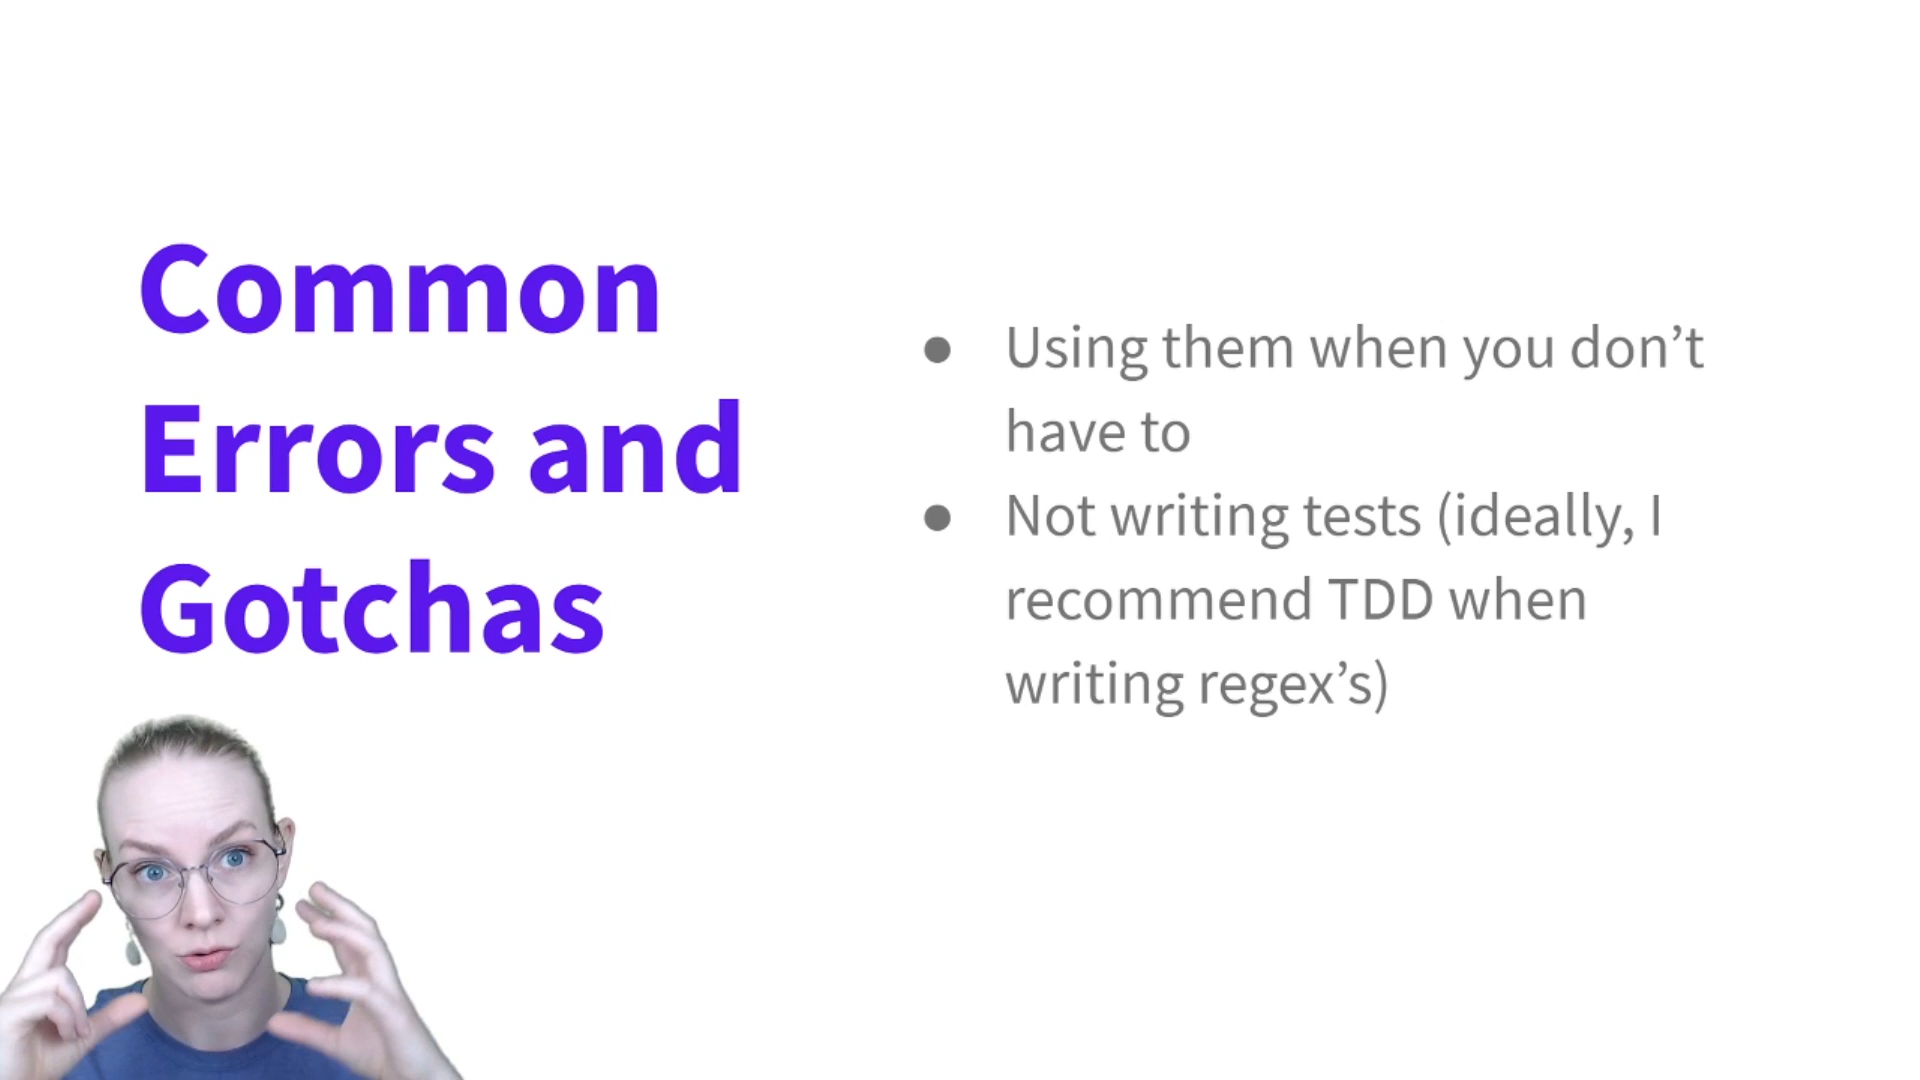 Common
Errors and
Gotchas
● Using them when you don’t
have to
● Not writing tests (ideally, I
recommend TDD when
writing regex’s)